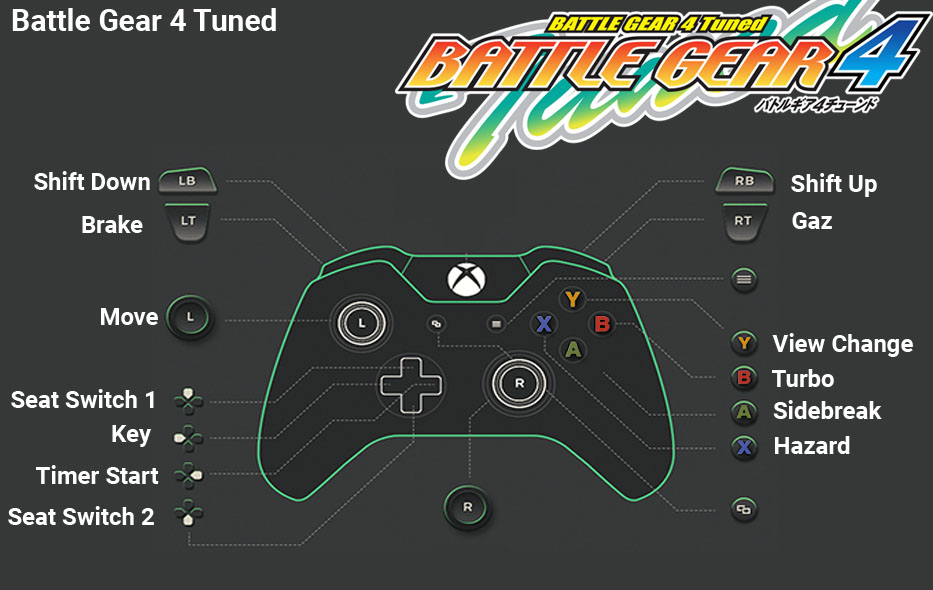 Battle Gear 4 Tuned
BATTLE GEAR 4 Tuned
BATTLE GEAR 4
Tuned
バトルギア4チューンド
Shift Down
LB
RB
Shift Up
Brake
LT
RT
Gaz
Move
L
L
Y
X
B
A
Y
View Change
R
B
Turbo
Seat Switch 1
A
Sidebreak
Key
X
Hazard
Timer Start
R
Seat Switch 2